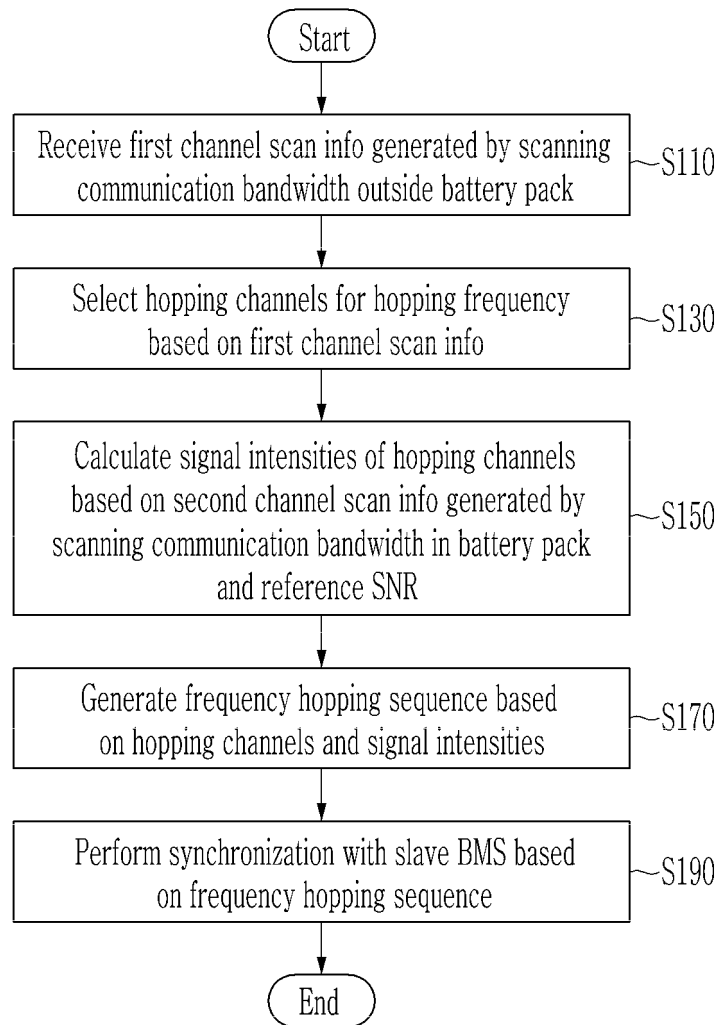 Start
Receive first channel scan info generated by scanning
communication bandwidth outside battery pack
S110
Select hopping channels for hopping frequency
based on first channel scan info
S130
Calculate signal intensities of hopping channels
based on second channel scan info generated by
scanning communication bandwidth in battery pack
and reference SNR
S150
Generate frequency hopping sequence based
on hopping channels and signal intensities
S170
Perform synchronization with slave BMS based
on frequency hopping sequence
S190
End